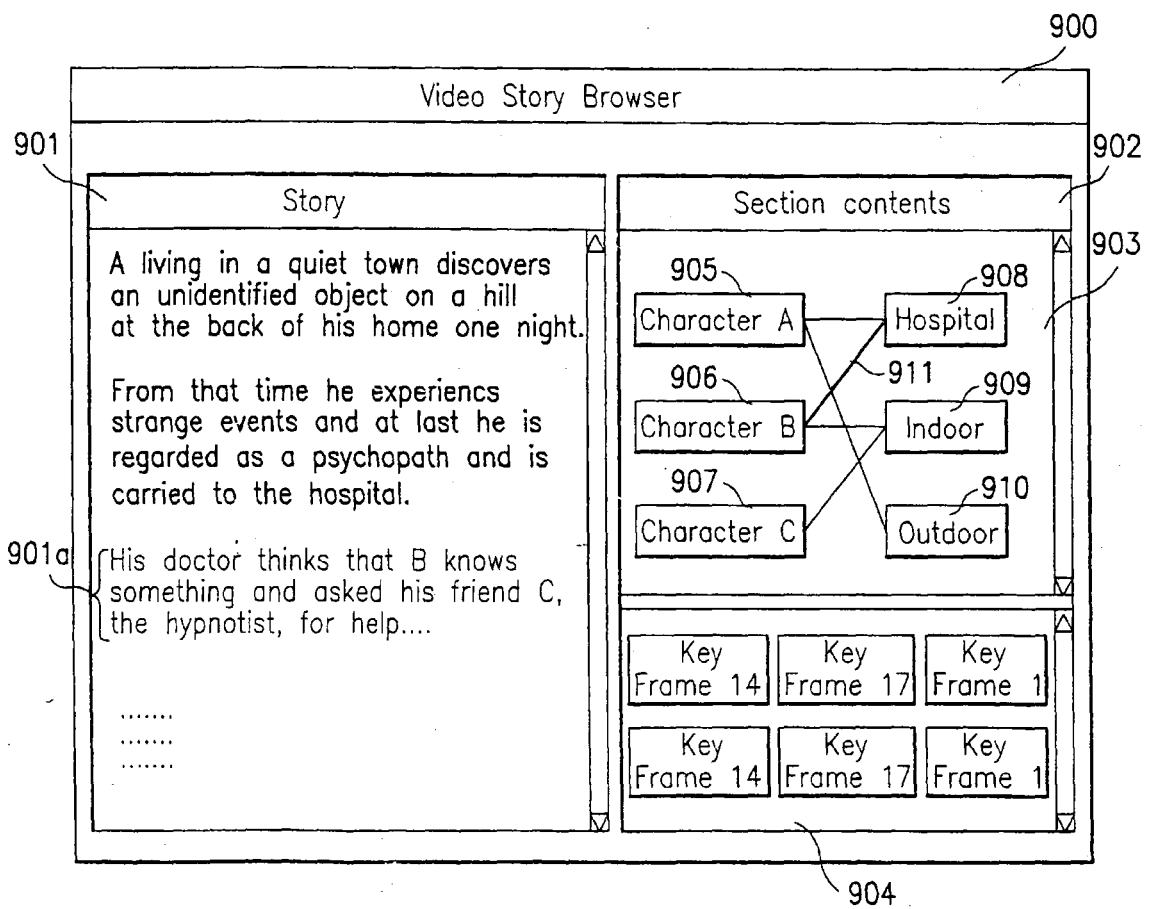 900
Video Story Browser
901
902
Story
Section contents
903
A living in a quiet town discovers
an unidentified object on a hill
at the back of his home one night.
From that time he experiencs
strange events and at last he is
regarded as a psychopath and is
carried to the hospital.
901a
His doctor thinks that B knows
something and asked his friend C,
the hypnotist, for help....
.......
.......
.......
905
908
Character A
Hospital
906
911
909
Character B
Indoor
907
910
Character C
Outdoor
Key
Frame 14
Key
Frame 17
Key
Frame 1
Key
Frame 14
Key
Frame 17
Key
Frame 1
904